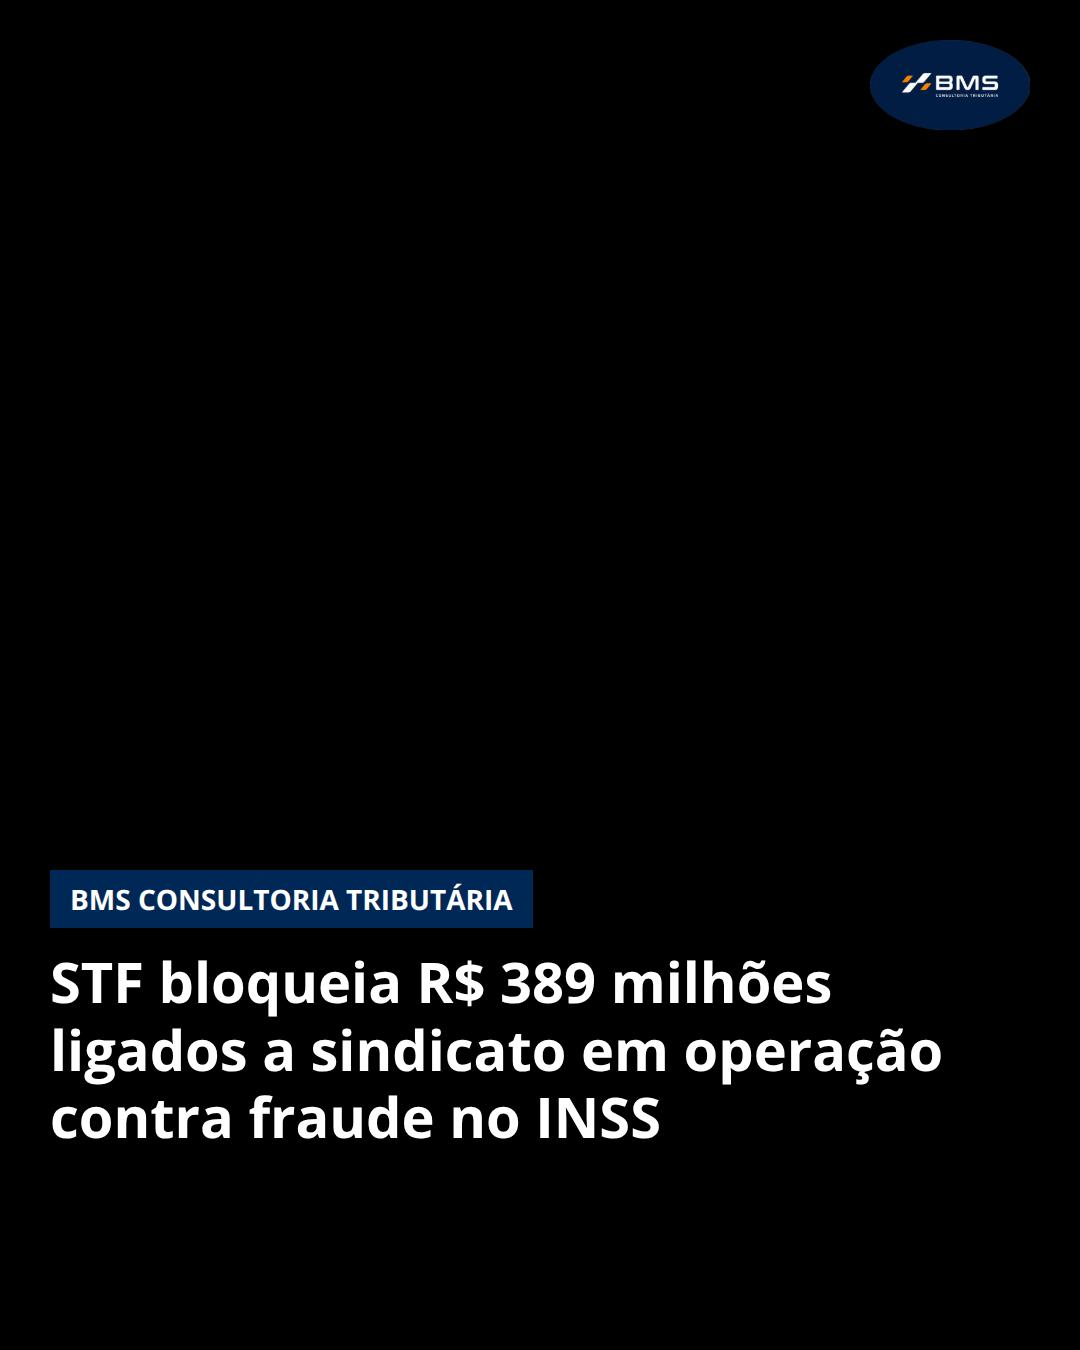 BMS
CONSULTORIA TRIBUTÁRIA
BMS CONSULTORIA TRIBUTÁRIA
STF bloqueia R$ 389 milhões
ligados a sindicato em operação
contra fraude no INSS